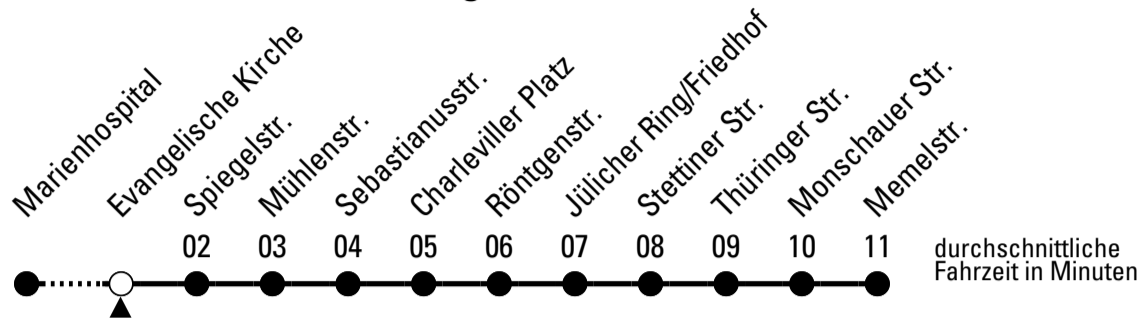 Marienhospital
Evangelische Kirche
Spiegelstr.
Mühlenstr.
Sebastianusstr.
Charleviller Platz
Röntgenstr.
Jülicher Ring/Friedhof
Stettiner Str.
Thüringer Str.
Monschauer Str.
Memelstr.
02 03 04 05 06 07 08 09 10 11
durchschnittliche
Fahrzeit in Minuten